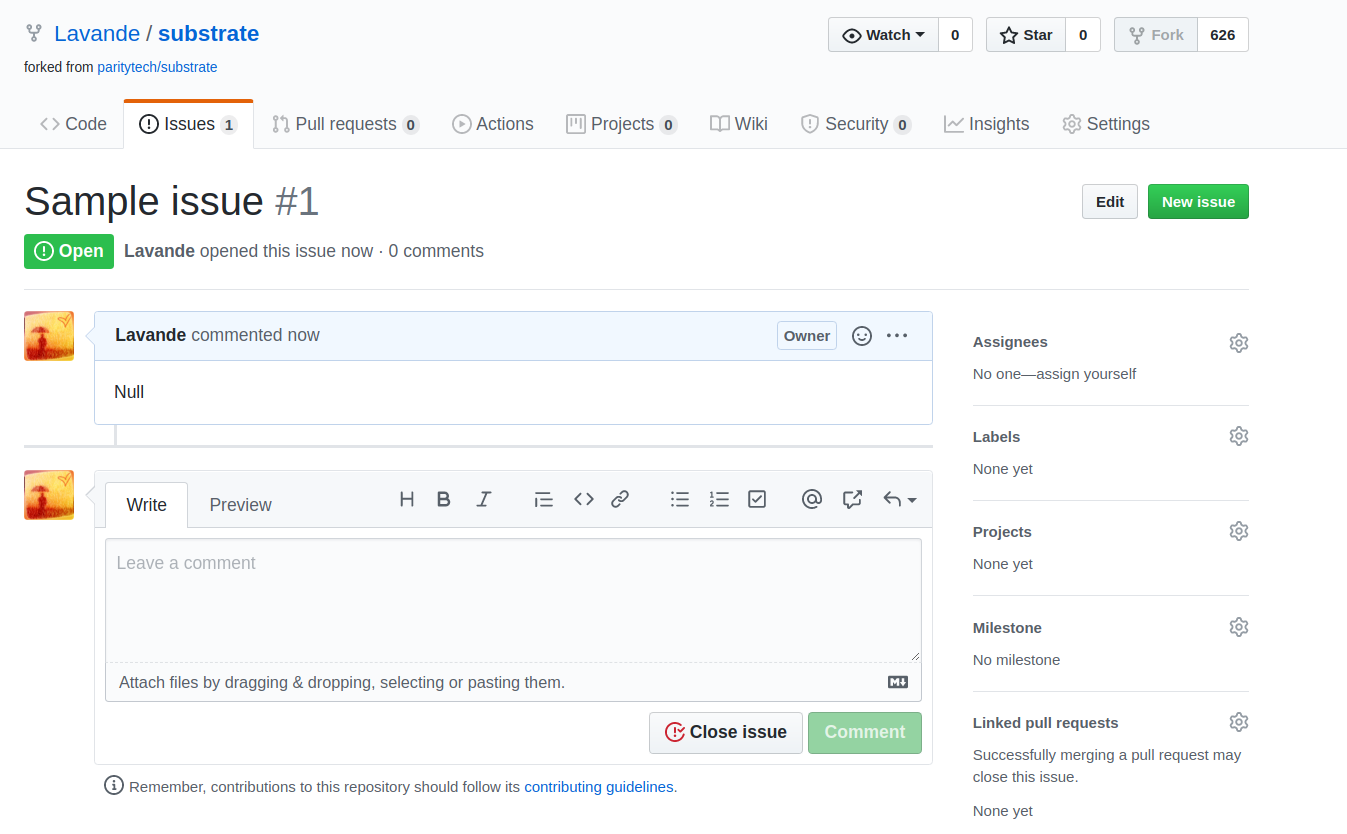 Lavande / substrate
Watch 0 Star 0 Fork 626
forked from paritytech/substrate
Code Issues 1 Pull requests 0 Actions Projects 0 Wiki Security 0 Insights Settings
Sample issue #1
Edit New issue
Open Lavande opened this issue now · 0 comments
Lavande commented now Owner
Null
Write Preview
Leave a comment
Attach files by dragging & dropping, selecting or pasting them.
Close issue Comment
Remember, contributions to this repository should follow its contributing guidelines.
Assignees
No one—assign yourself
Labels
None yet
Projects
None yet
Milestone
No milestone
Linked pull requests
Successfully merging a pull request may
close this issue.
None yet